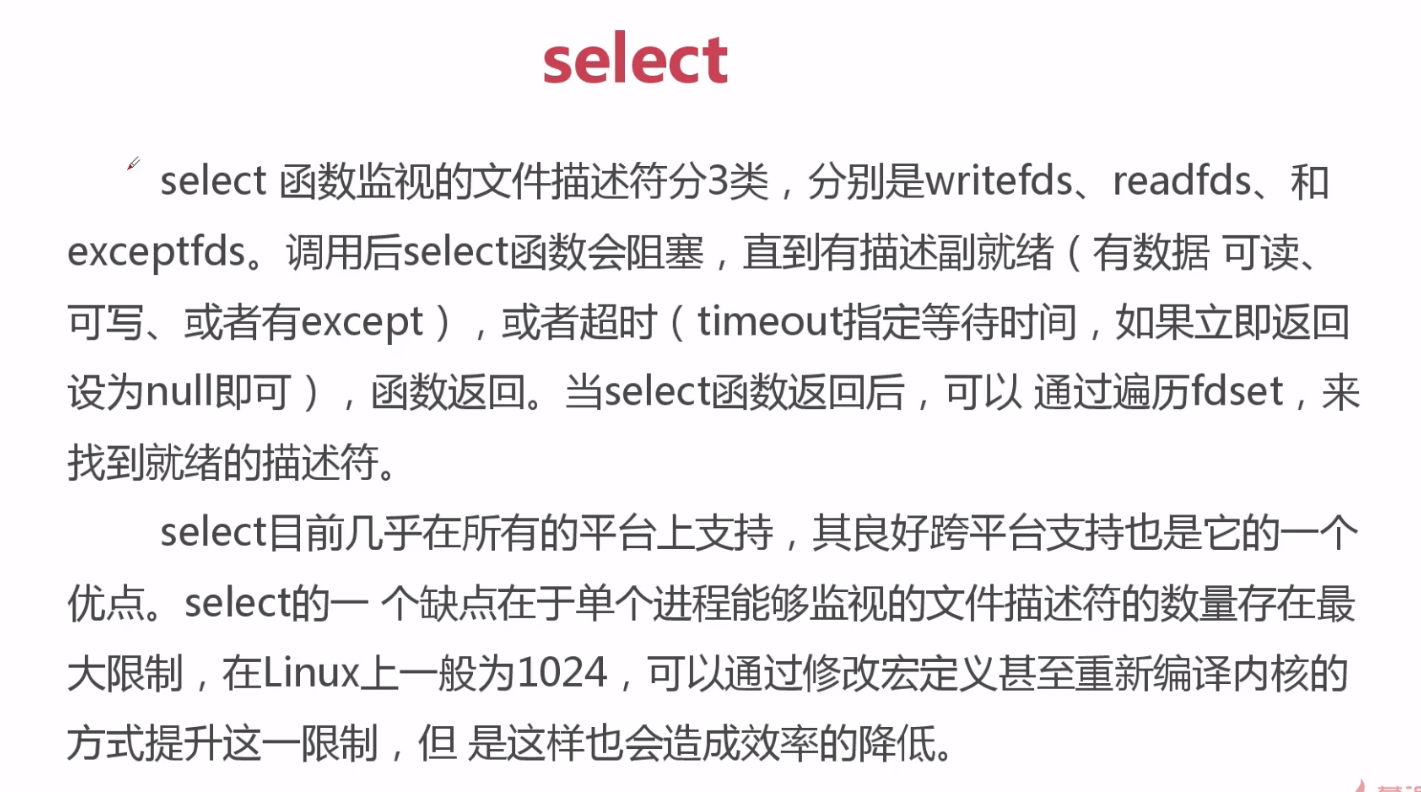 select
select 函数监视的文件描述符分3类，分别是writefds、readfds、和
exceptfds。调用后select函数会阻塞，直到有描述副就绪（有数据 可读、
可写、或者有except），或者超时（timeout指定等待时间，如果立即返回
设为null即可），函数返回。当select函数返回后，可以 通过遍历fdset，来
找到就绪的描述符。
select目前几乎在所有的平台上支持，其良好跨平台支持也是它的一个
优点。select的一 个缺点在于单个进程能够监视的文件描述符的数量存在最
大限制，在Linux上一般为1024，可以通过修改宏定义甚至重新编译内核的
方式提升这一限制，但 是这样也会造成效率的降低。